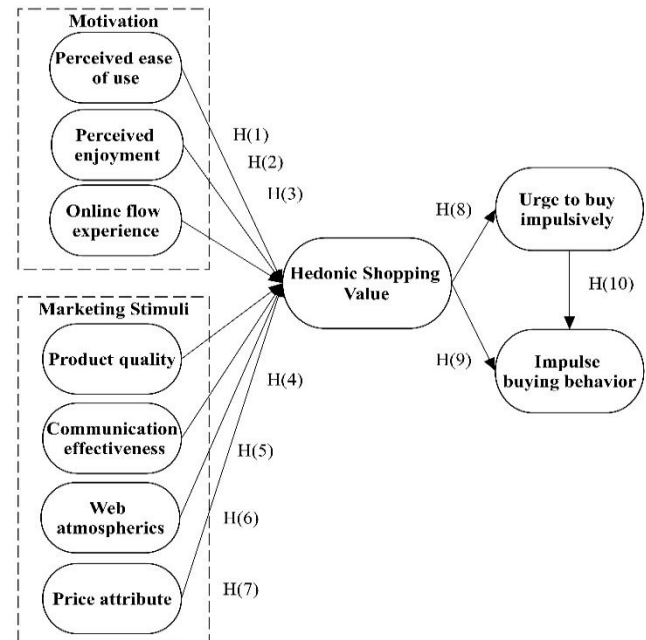 Motivation
Perceived ease
of use
Perceived
enjoyment
Online flow
experience
H(1)
H(2)
H(3)
Marketing Stimuli
Product quality
Communication
effectiveness
Web
atmospherics
Price attribute
H(4)
H(5)
H(6)
H(7)
Hedonic Shopping
Value
H(8)
H(9)
Urge to buy
impulsively
H(10)
Impulse
buying behavior